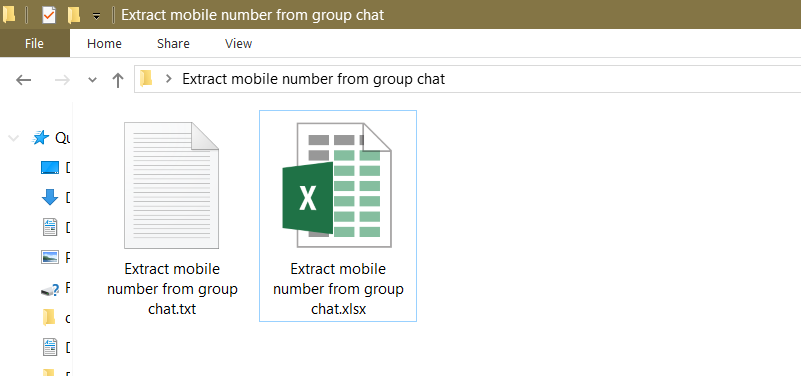 Extract mobile number from group chat
File Home Share View
Extract mobile number from group chat
Extract mobile
number from group
chat.txt
X
Extract mobile
number from group
chat.xlsx